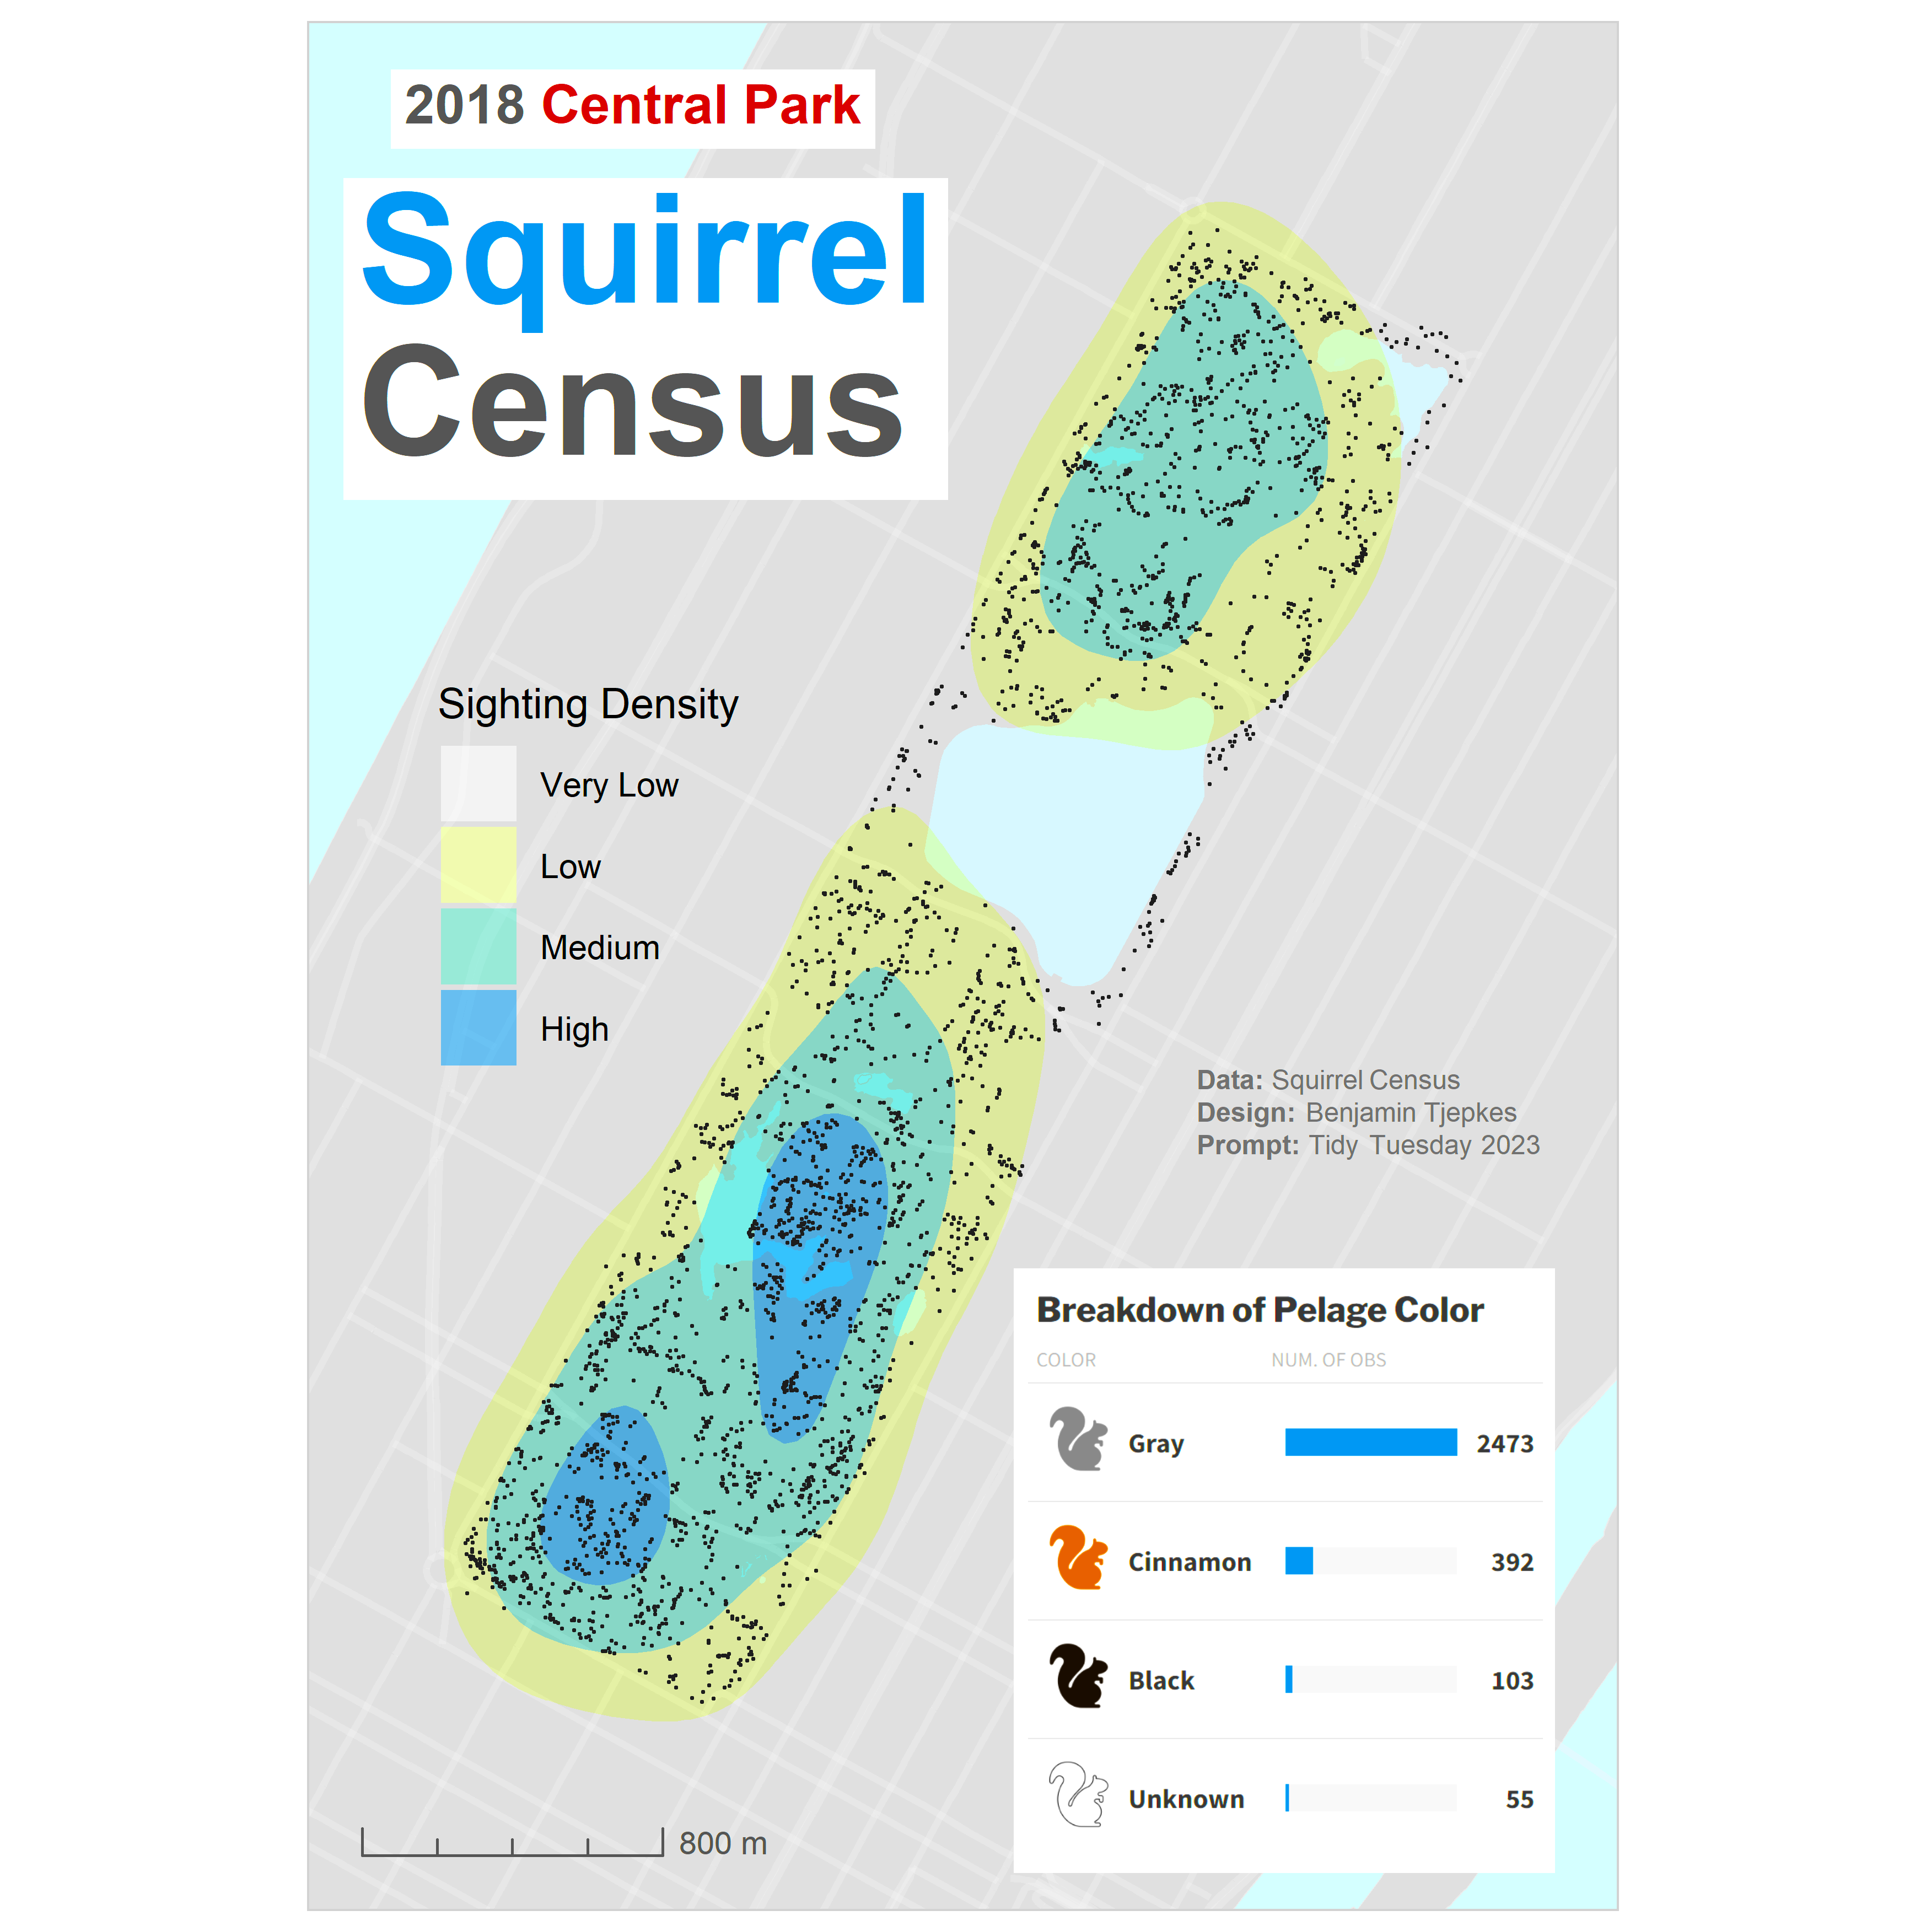 2018 Central Park
Squirrel
Census
Sighting Density
Very Low
Low
Medium
High
Data: Squirrel Census
Design: Benjamin Tjepkes
Prompt: Tidy Tuesday 2023
Breakdown of Pelage Color
COLOR NUM. OF OBS
Gray 2473
Cinnamon 392
Black 103
Unknown 55
800 m